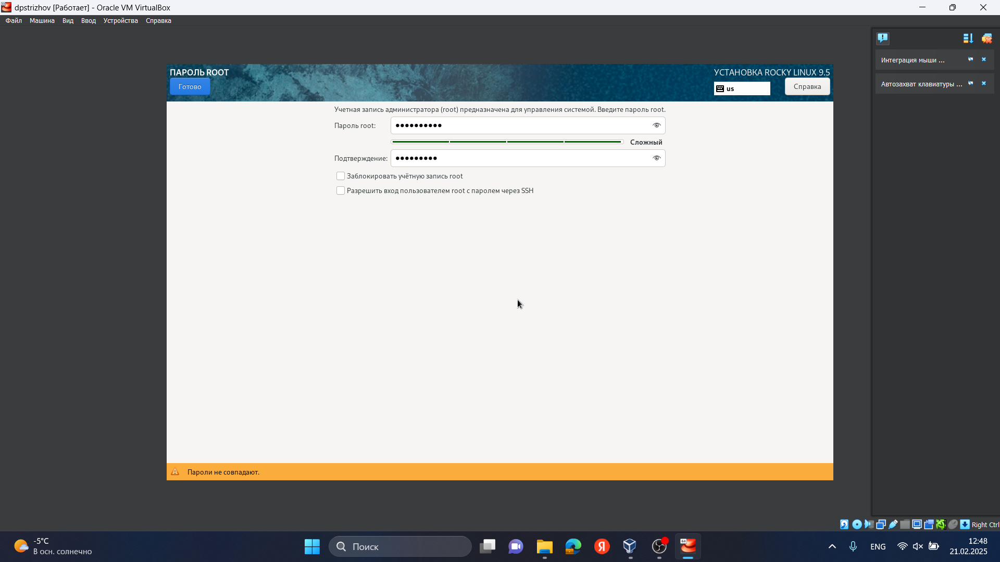 dpstrizhov [Работает] - Oracle VM VirtualBox
Файл Машина Вид Ввод Устройства Справка
ПАРОЛЬ ROOT
УСТАНОВКА ROCKY LINUX 9.5
Готово
us
Справка
Интеграция мыши ...
Автозахват клавиатуры ...
Учетная запись администратора (root) предназначена для управления системой. Введите пароль root.
Пароль root: ●●●●●●●●●●
Сложный
Подтверждение: ●●●●●●●●●
Заблокировать учётную запись root
Разрешить вход пользователем root с паролем через SSH
Пароли не совпадают.
Right Ctrl
-5°C
В осн. солнечно
Поиск
Я
64
ENG
12:48
21.02.2025